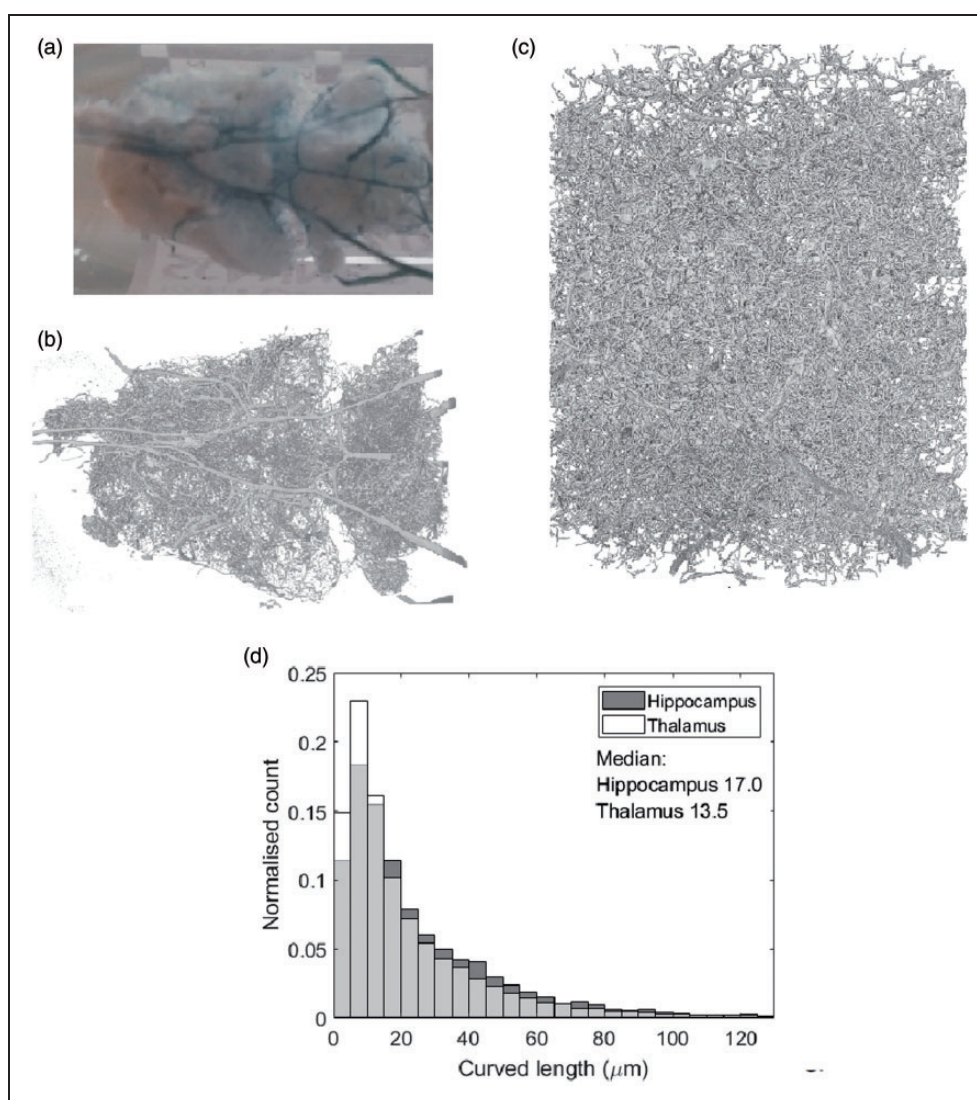 (a)
(c)
(b)
(d)
0.25
0.2
0.15
0.1
0.05
0
Normalised count
Hippocampus
Thalamus
Median:
Hippocampus 17.0
Thalamus 13.5
0 20 40 60 80 100 120
Curved length (μm)